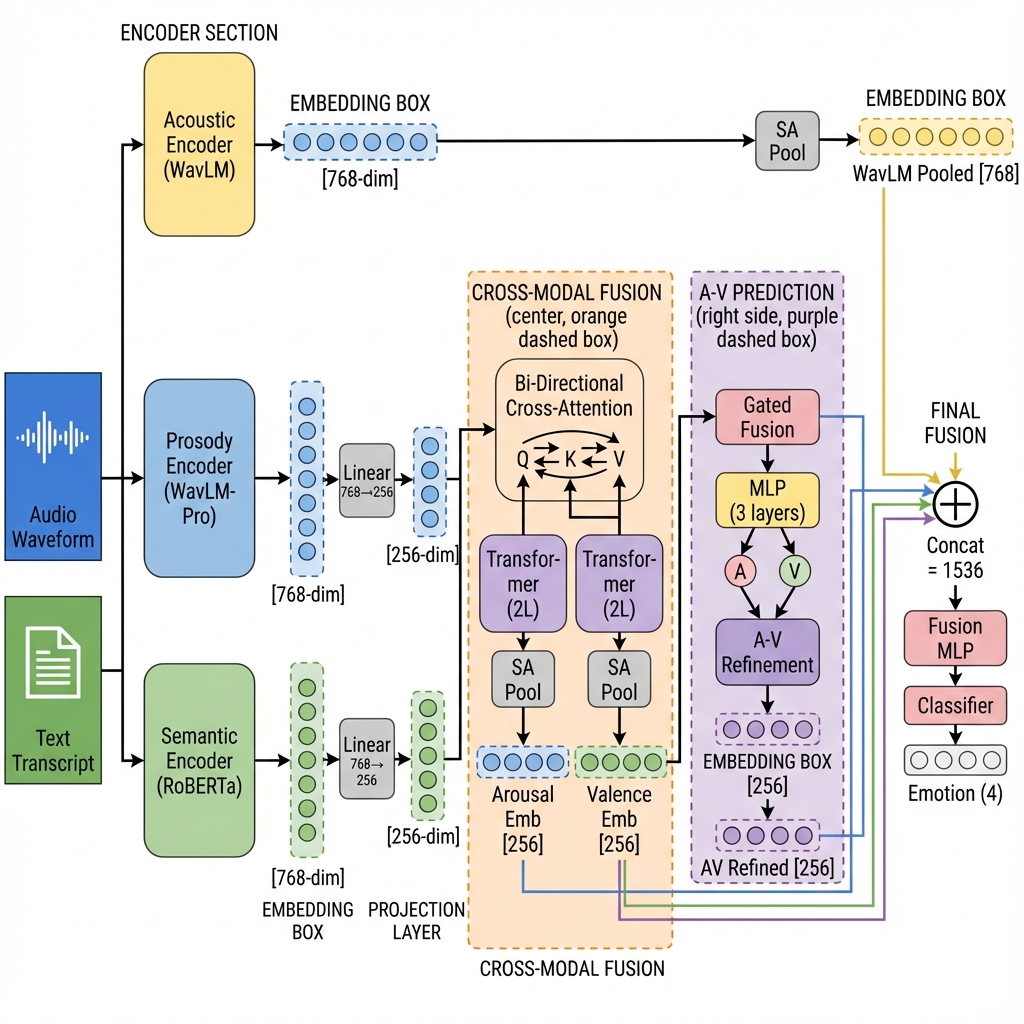 ENCODER SECTION
Acoustic
Encoder
(WavLM)
EMBEDDING BOX
[768-dim]
SA
Pool
EMBEDDING BOX
WavLM Pooled [768]
Audio
Waveform
Prosody
Encoder
(WavLM-
Pro)
[768-dim]
Linear
768→256
[256-dim]
Text
Transcript
Semantic
Encoder
(RoBERTa)
[768-dim]
EMBEDDING
BOX
Linear
768→
256
[256-dim]
PROJECTION
LAYER
CROSS-MODAL FUSION
(center, orange
dashed box)
Bi-Directional
Cross-Attention
Q K V
Transfor-
mer
(2L)
Transfor-
mer
(2L)
SA
Pool
SA
Pool
Arousal
Emb
[256]
Valence
Emb
[256]
CROSS-MODAL FUSION
A-V PREDICTION
(right side, purple
dashed box)
Gated
Fusion
MLP
(3 layers)
A V
A-V
Refinement
EMBEDDING BOX
[256]
AV Refined [256]
FINAL
FUSION
Concat
= 1536
Fusion
MLP
Classifier
Emotion (4)